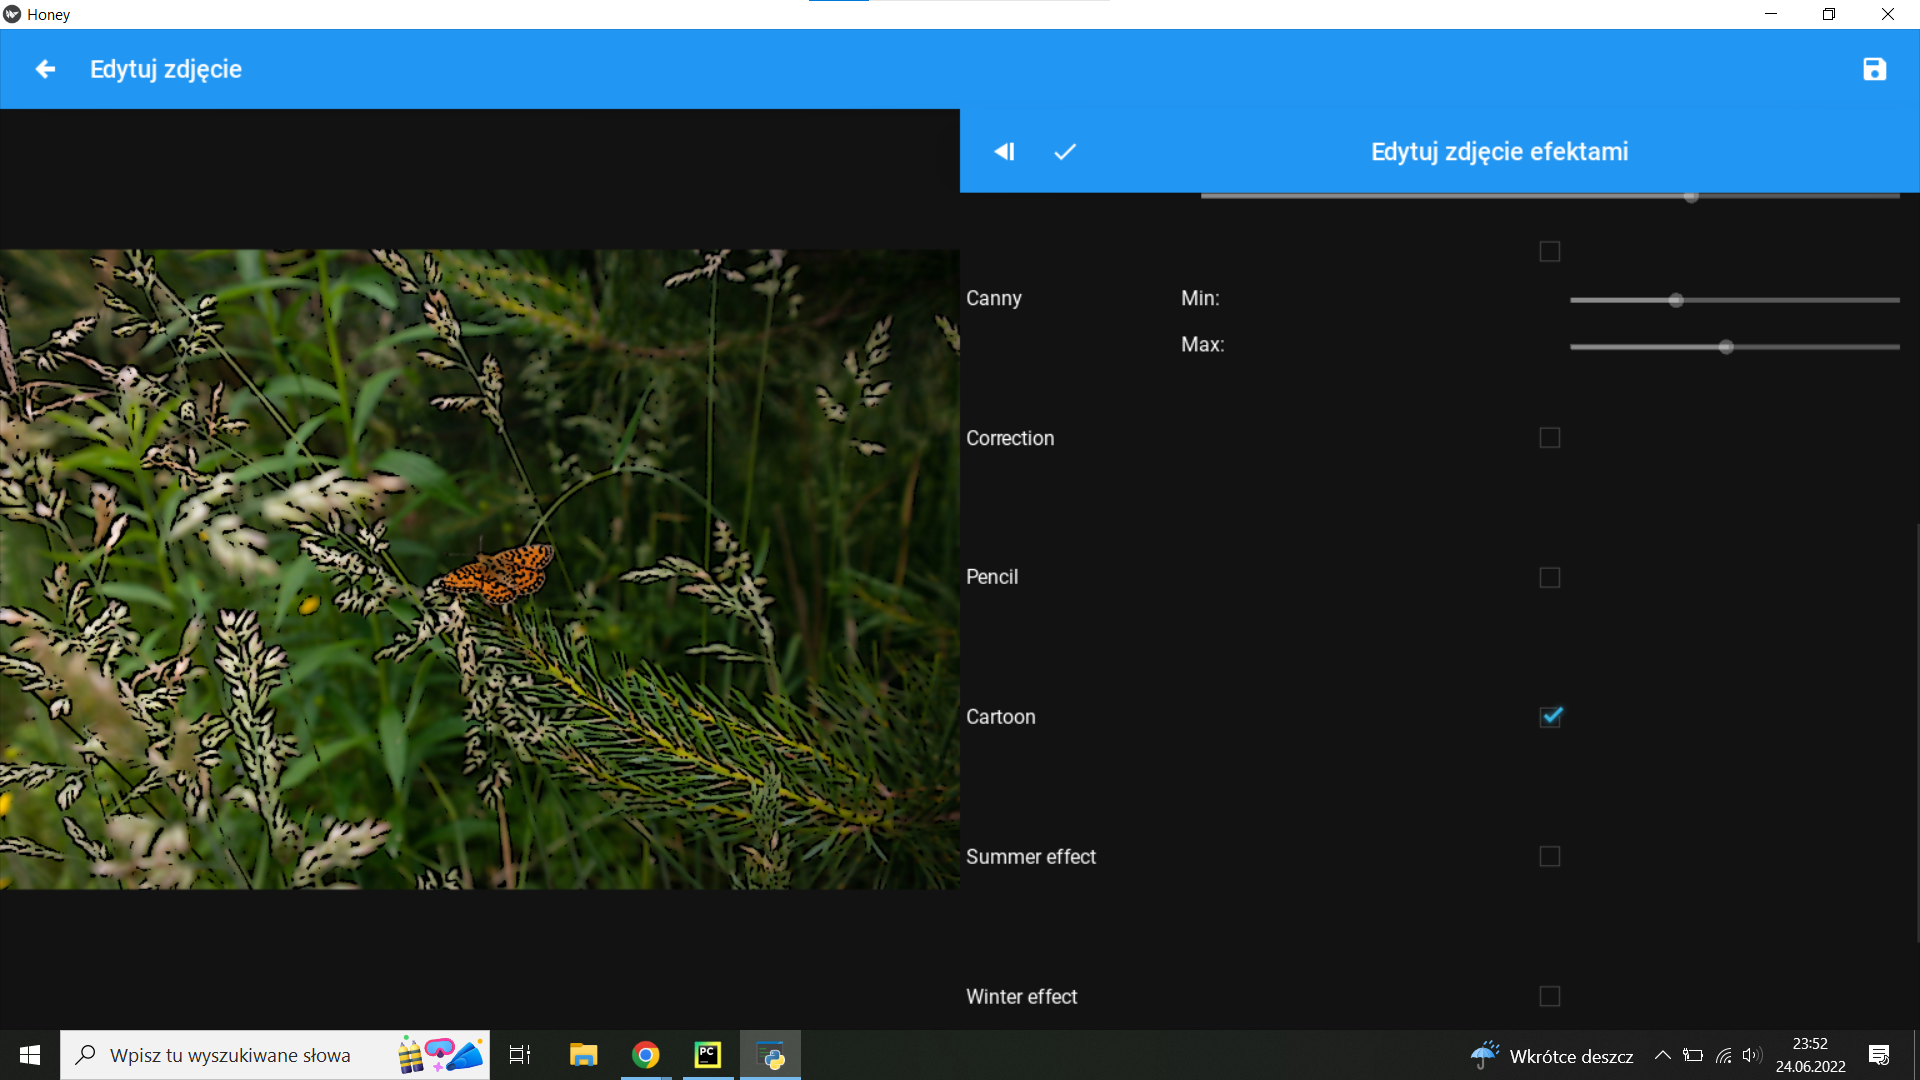 Honey
Edytuj zdjęcie
Edytuj zdjęcie efektami
Canny
Min:
Max:
Correction
Pencil
Cartoon
Summer effect
Winter effect
Wpisz tu wyszukiwane słowa
PC
Wkrótce deszcz
23:52
24.06.2022